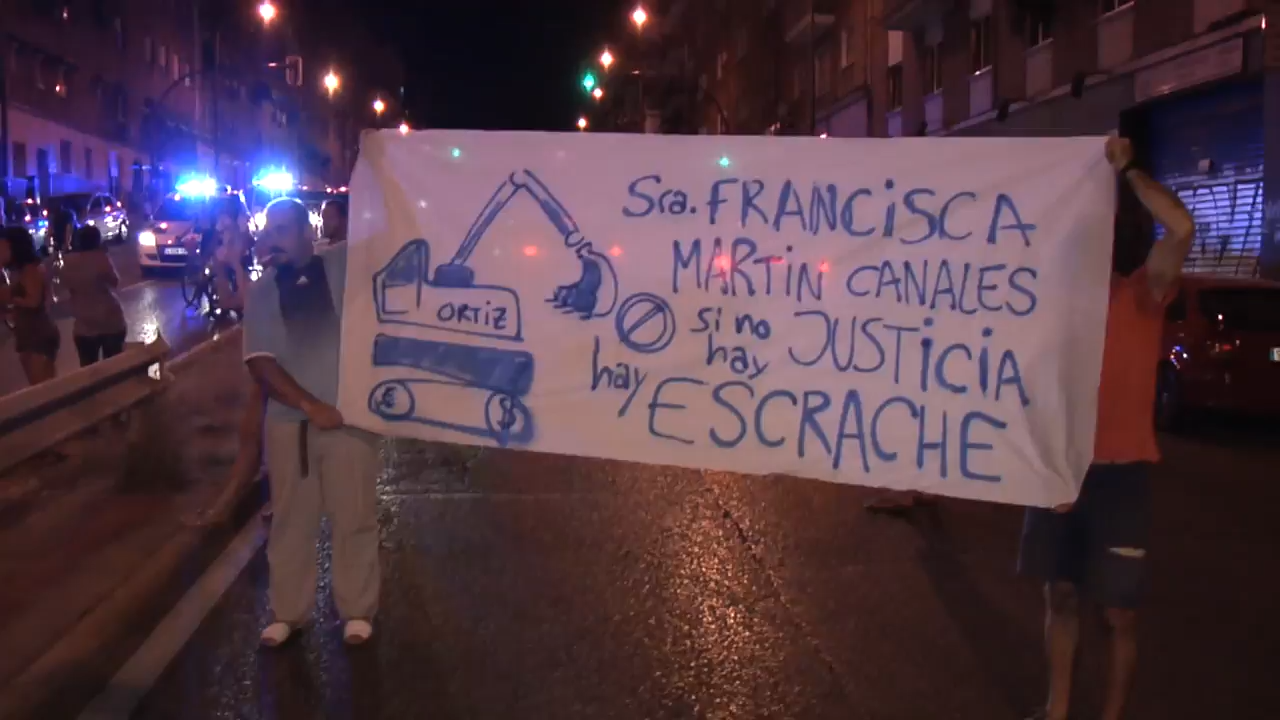 Sra. FRANCiSCA
MARTiN CANALES
si no
hay JUSTiCiA
hay ESCRACHE
ORTiZ
€ $